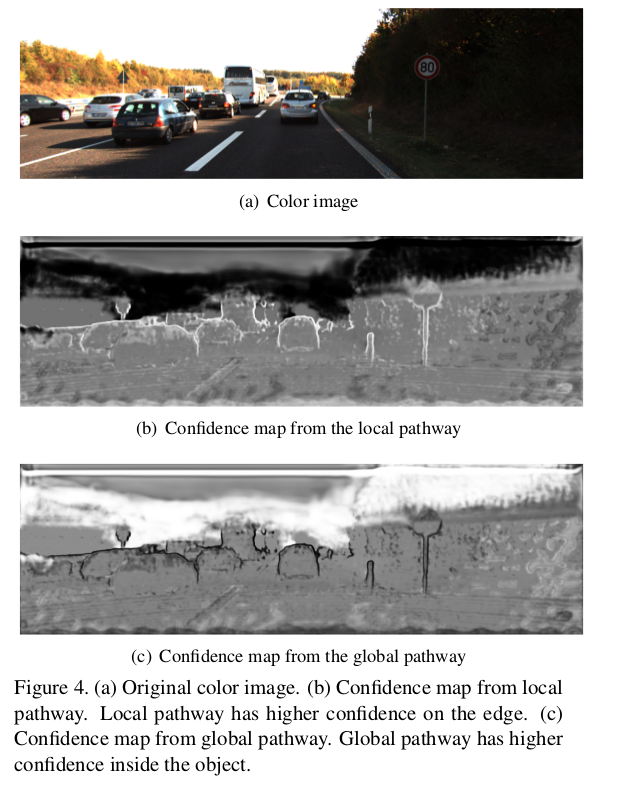 80
(a) Color image
(b) Confidence map from the local pathway
(c) Confidence map from the global pathway
Figure 4. (a) Original color image. (b) Confidence map from local
pathway. Local pathway has higher confidence on the edge. (c)
Confidence map from global pathway. Global pathway has higher
confidence inside the object.